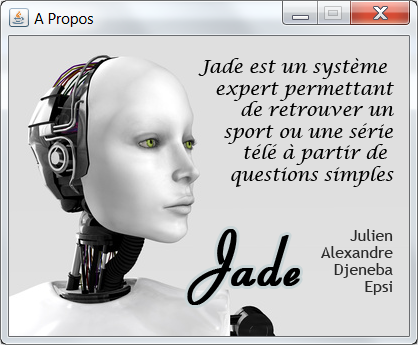 A Propos
Jade est un système
expert permettant
de retrouver un
sport ou une série
télé à partir de
questions simples
Jade
Julien
Alexandre
Djeneba
Epsi